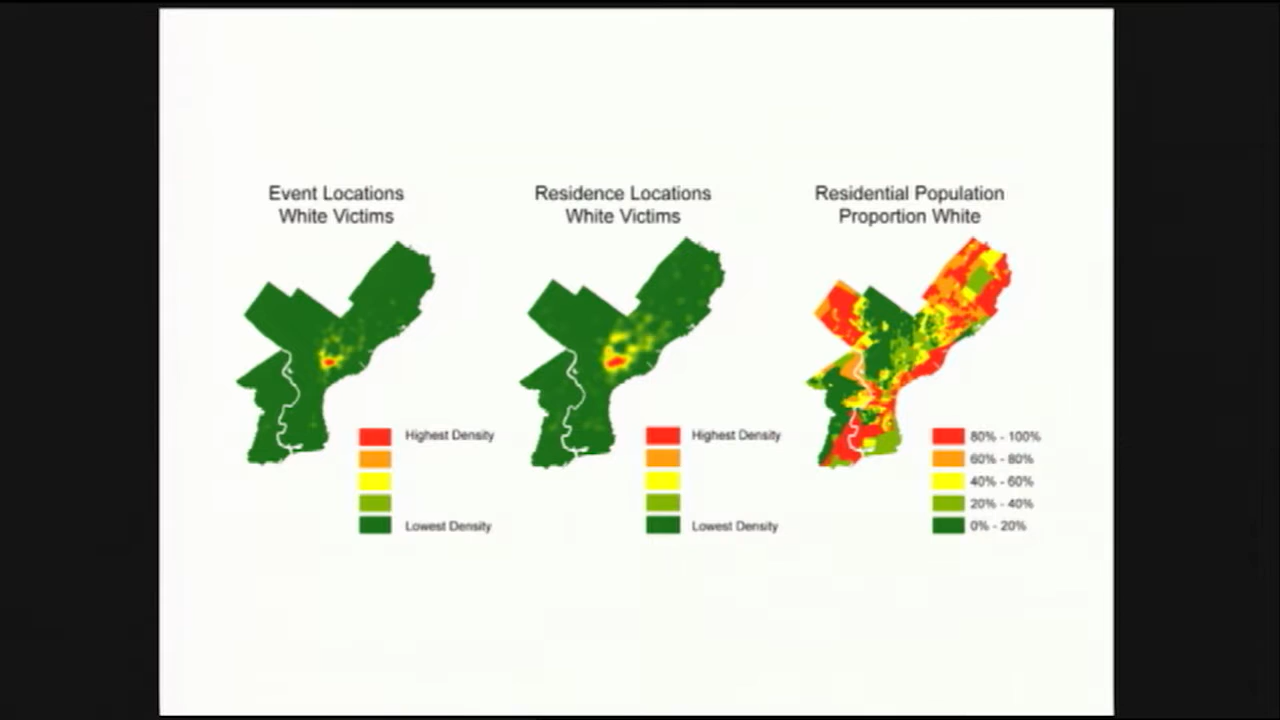 Event Locations
White Victims
Residence Locations
White Victims
Residential Population
Proportion White
Highest Density
Lowest Density
Highest Density
Lowest Density
80% - 100%
60% - 80%
40% - 60%
20% - 40%
0% - 20%